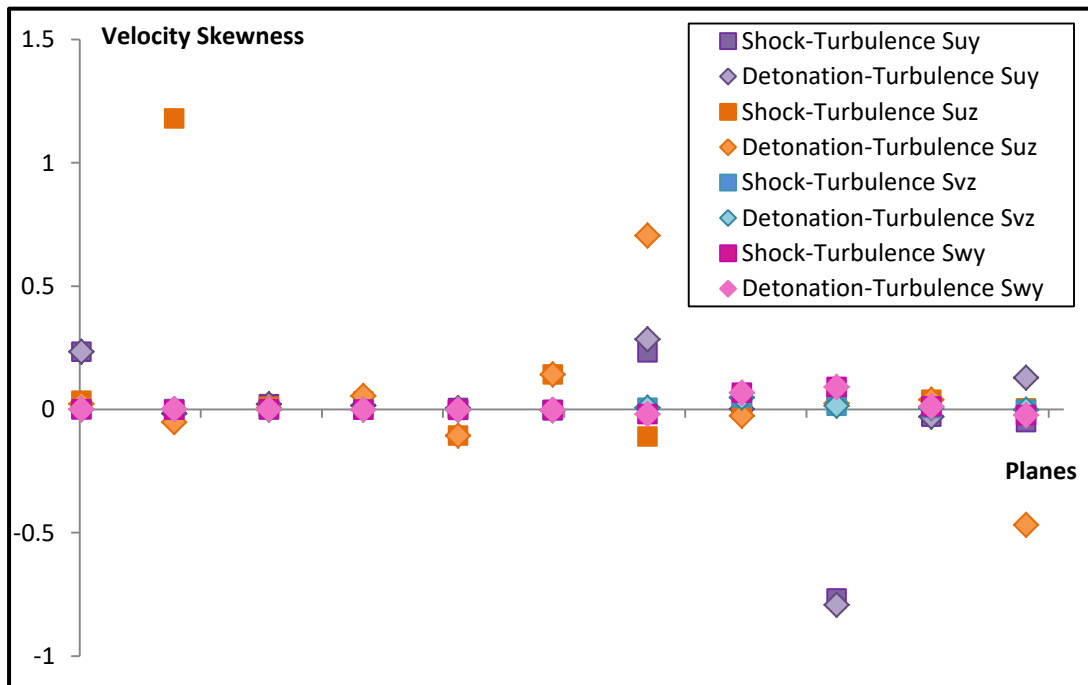 Velocity Skewness
1.5
1
0.5
0
-0.5
-1
Planes
Shock-Turbulence Suy
Detonation-Turbulence Suy
Shock-Turbulence Suz
Detonation-Turbulence Suz
Shock-Turbulence Svz
Detonation-Turbulence Svz
Shock-Turbulence Swy
Detonation-Turbulence Swy